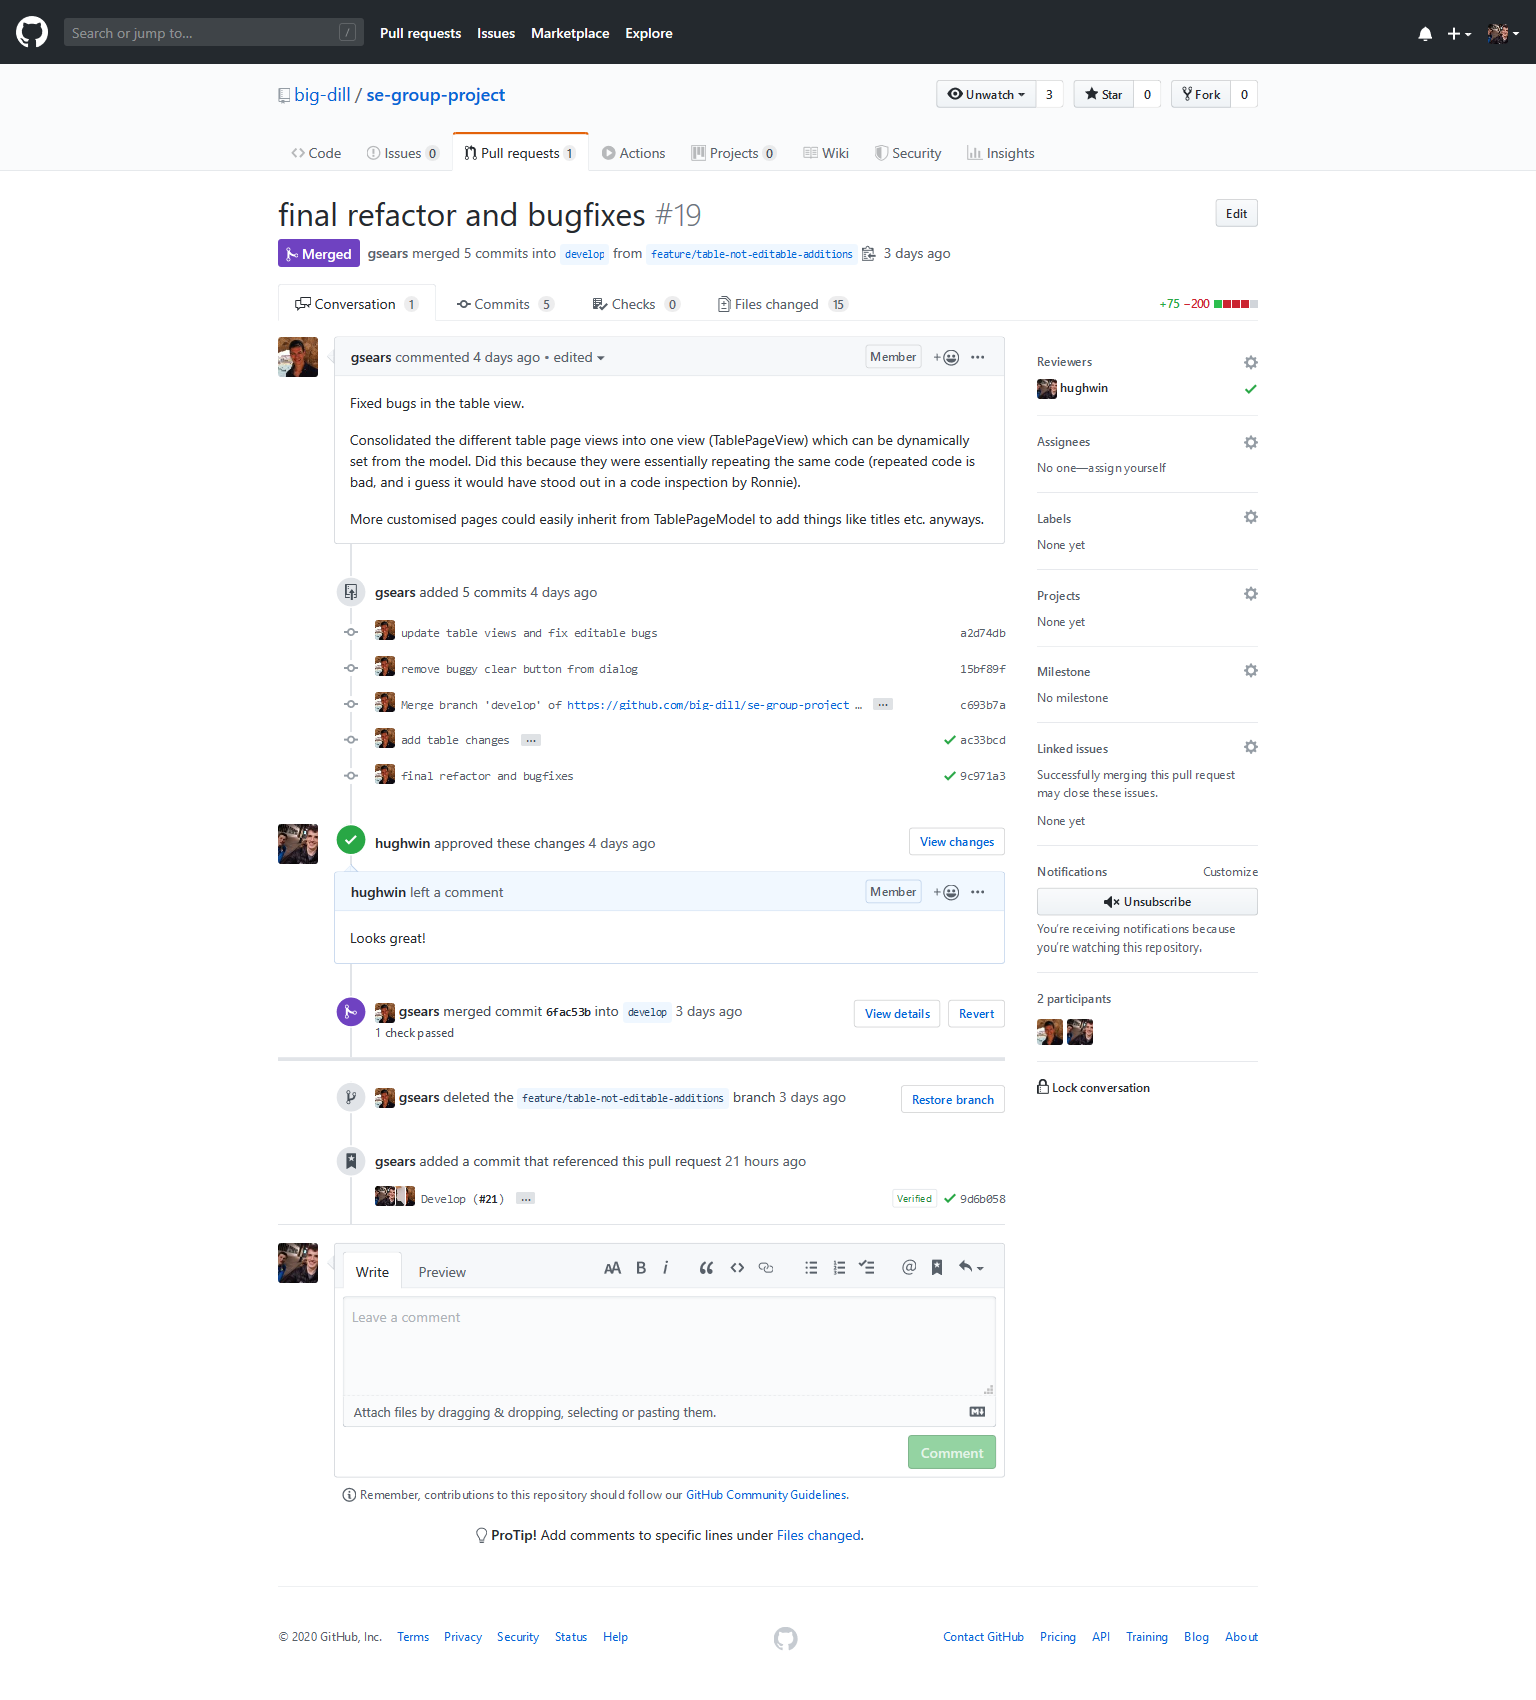 Search or jump to... /
Pull requests Issues Marketplace Explore
big-dill / se-group-project
Unwatch 3 Star 0 Fork 0
Code Issues 0 Pull requests 1 Actions Projects 0 Wiki Security Insights
final refactor and bugfixes #19
Edit
Merged gsears merged 5 commits into develop from feature/table-not-editable-additions 3 days ago
Conversation 1 Commits 5 Checks 0 Files changed 15
+75 −200
gsears commented 4 days ago • edited
Member
Fixed bugs in the table view.
Consolidated the different table page views into one view (TablePageView) which can be dynamically
set from the model. Did this because they were essentially repeating the same code (repeated code is
bad, and i guess it would have stood out in a code inspection by Ronnie).
More customised pages could easily inherit from TablePageModel to add things like titles etc. anyways.
gsears added 5 commits 4 days ago
update table views and fix editable bugs a2d74db
remove buggy clear button from dialog 15bf89f
Merge branch 'develop' of https://github.com/big-dill/se-group-project … ... c693b7a
add table changes ... ac33bcd
final refactor and bugfixes 9c971a3
hughwin approved these changes 4 days ago
View changes
hughwin left a comment
Member
Looks great!
gsears merged commit 6fac53b into develop 3 days ago
View details Revert
1 check passed
gsears deleted the feature/table-not-editable-additions branch 3 days ago
Restore branch
gsears added a commit that referenced this pull request 21 hours ago
Develop (#21) ... Verified 9d6b058
Reviewers
hughwin
Assignees
No one—assign yourself
Labels
None yet
Projects
None yet
Milestone
No milestone
Linked issues
Successfully merging this pull request
may close these issues.
None yet
Notifications Customize
Unsubscribe
You're receiving notifications because
you're watching this repository.
2 participants
Lock conversation
Write Preview
AA B i @
Leave a comment
Attach files by dragging & dropping, selecting or pasting them.
Comment
Remember, contributions to this repository should follow our GitHub Community Guidelines.
ProTip! Add comments to specific lines under Files changed.
© 2020 GitHub, Inc. Terms Privacy Security Status Help
Contact GitHub Pricing API Training Blog About